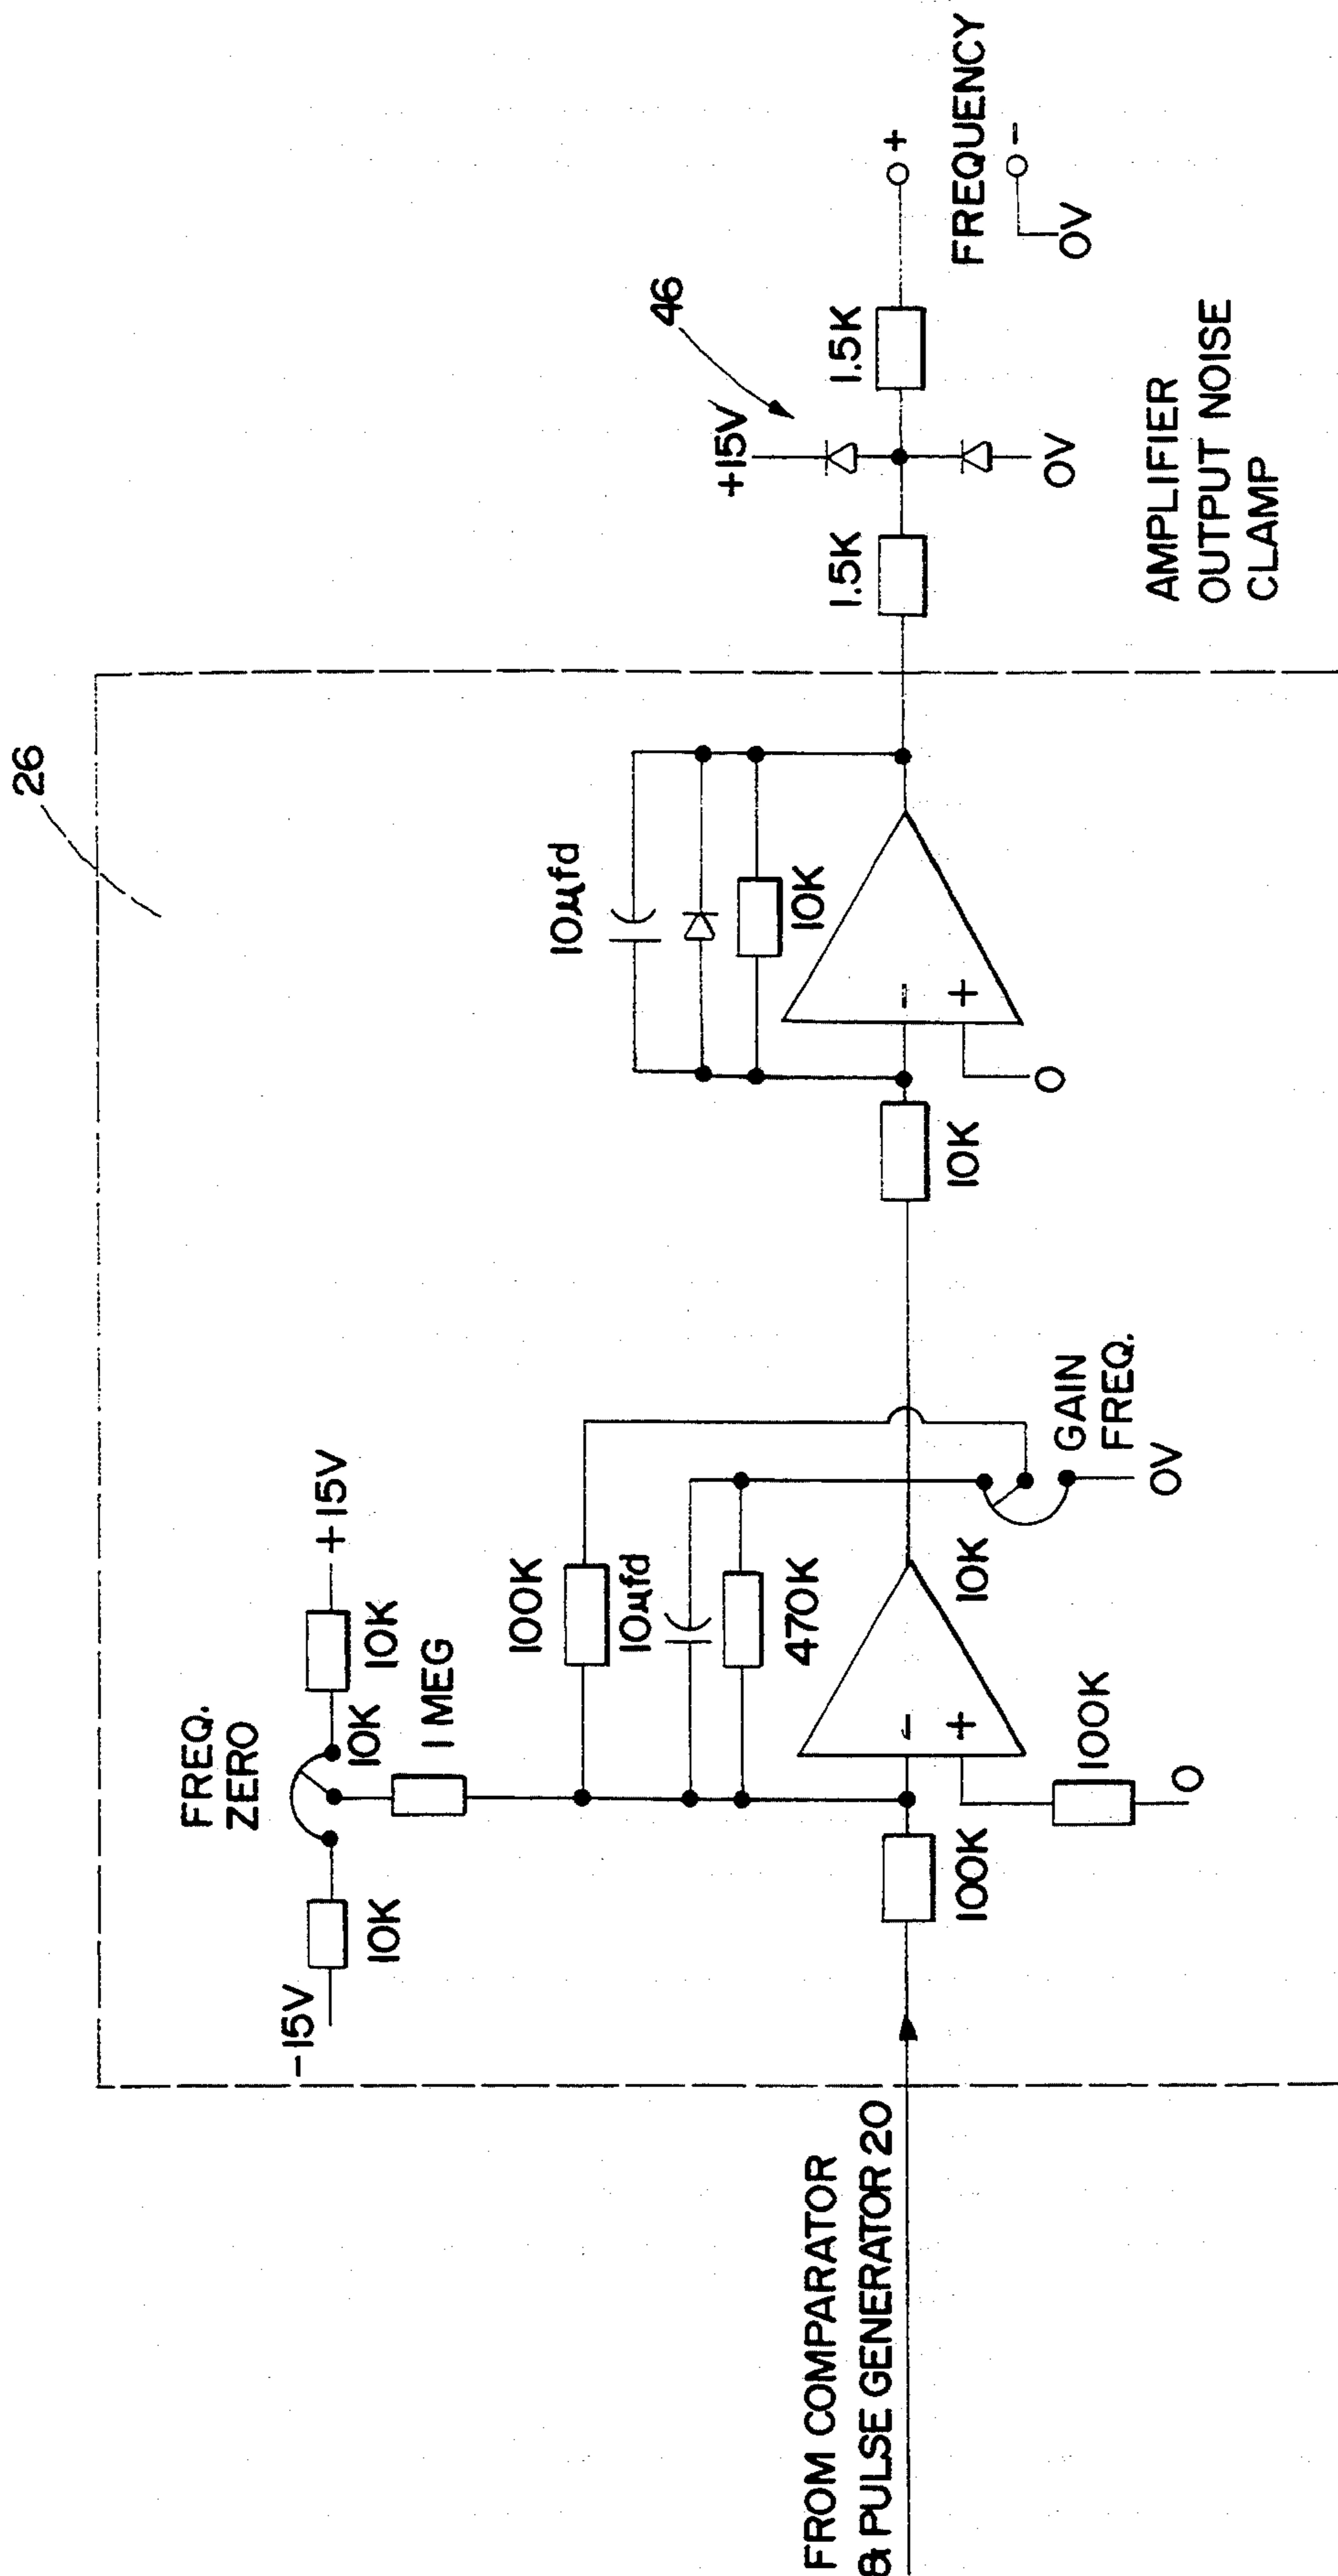 26
FREQ.
ZERO
-15V
10K
10K
10K
+15V
1 MEG
100K
10μfd
470K
10μfd
10K
46
+15V
FROM COMPARATOR
& PULSE GENERATOR 20
100K
-
+
100K
0
10K
GAIN
FREQ.
0V
10K
-
+
0
1.5K
1.5K
0V
+
FREQUENCY
-
0V
AMPLIFIER
OUTPUT NOISE
CLAMP